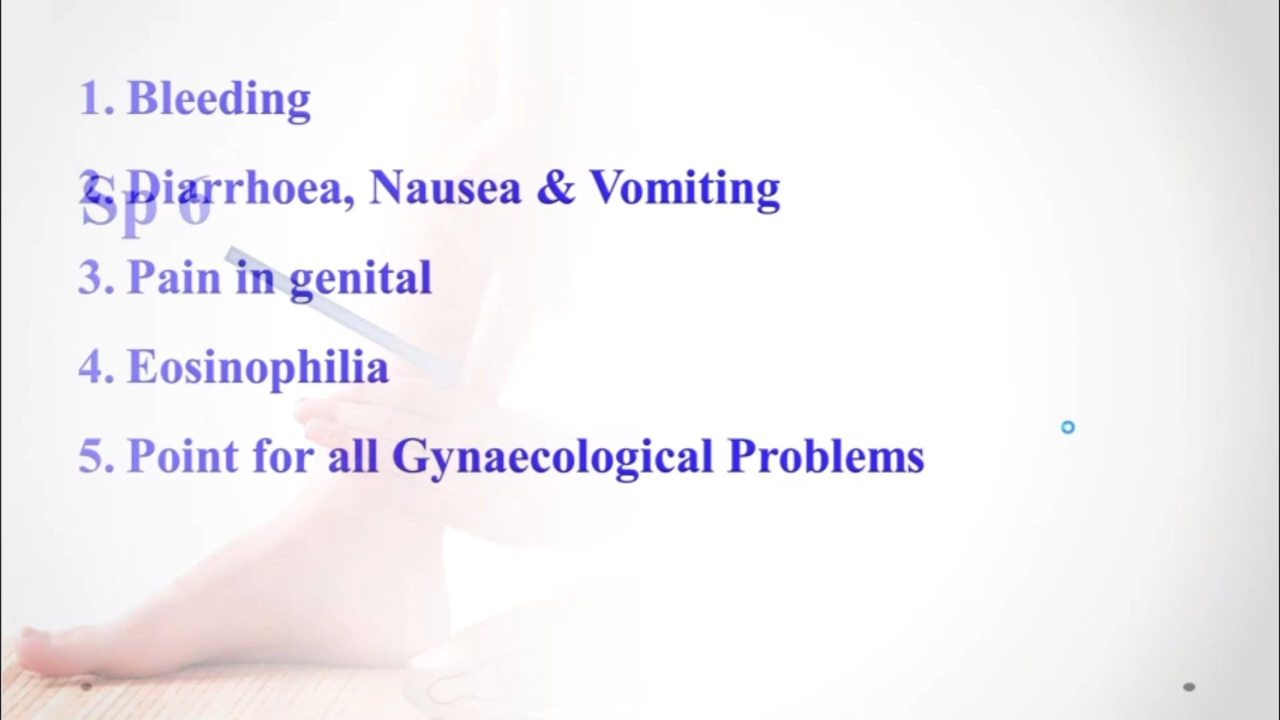 1. Bleeding
2. Diarrhoea, Nausea & Vomiting
Sp 6
3. Pain in genital
4. Eosinophilia
5. Point for all Gynaecological Problems